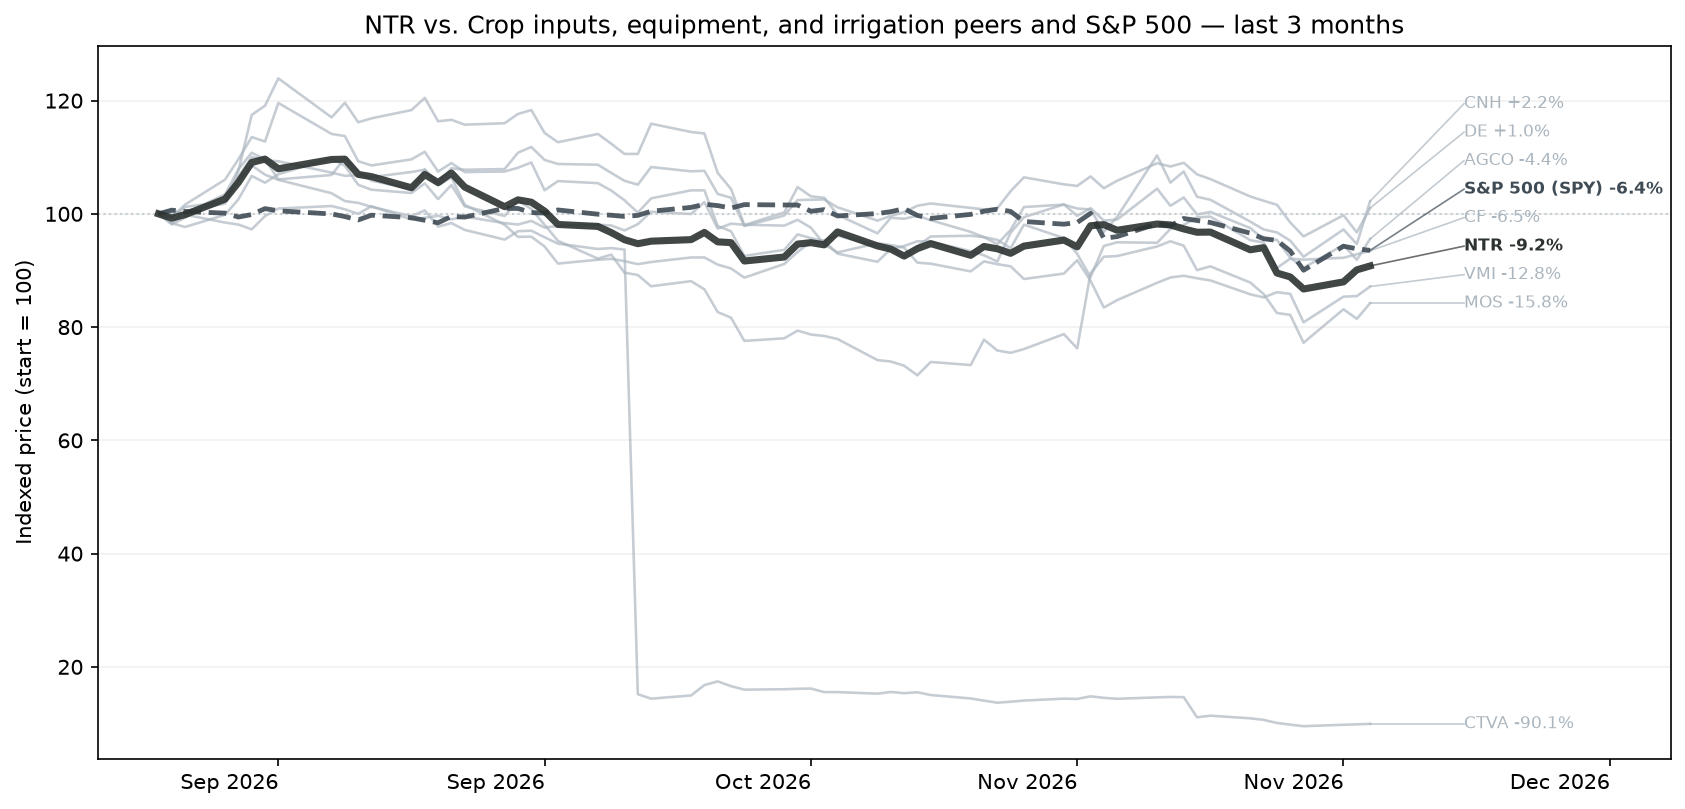 NTR vs. Crop inputs, equipment, and irrigation peers and S&P 500 — last 3 months
Indexed price (start = 100)
120
100
80
60
40
20
CNH +2.2%
DE +1.0%
AGCO -4.4%
S&P 500 (SPY) -6.4%
CF -6.5%
NTR -9.2%
VMI -12.8%
MOS -15.8%
CTVA -90.1%
Sep 2026
Sep 2026
Oct 2026
Nov 2026
Nov 2026
Dec 2026